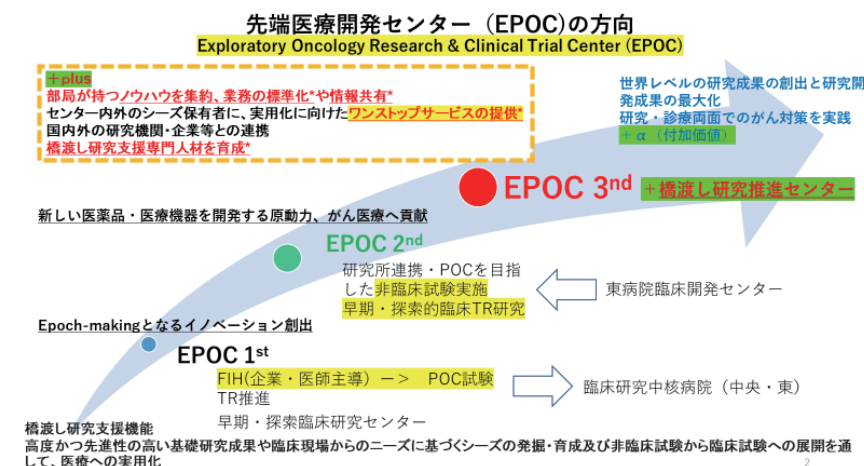 先端医療開発センター（EPOC)の方向
Exploratory Oncology Research & Clinical Trial Center (EPOC)
＋plus
部局が持つノウハウを集約、業務の標準化*や情報共有*
センター内外のシーズ保有者に、実用化に向けたワンストップサービスの提供*
国内外の研究機関・企業等との連携
橋渡し研究支援専門人材を育成*
世界レベルの研究成果の創出と研究開
発成果の最大化
研究・診療両面でのがん対策を実践
＋α（付加価値）
EPOC 3rd ＋橋渡し研究推進センター
新しい医薬品・医療機器を開発する原動力、がん医療へ貢献
EPOC 2nd
研究所連携・POCを目指
した非臨床試験実施
早期・探索的臨床TR研究
東病院臨床開発センター
Epoch-makingとなるイノベーション創出
EPOC 1st
FIH(企業・医師主導）ー＞　POC試験
TR推進
早期・探索臨床研究センター
臨床研究中核病院（中央・東）
橋渡し研究支援機能
高度かつ先進性の高い基礎研究成果や臨床現場からのニーズに基づくシーズの発掘・育成及び非臨床試験から臨床試験への展開を通
して、医療への実用化
2